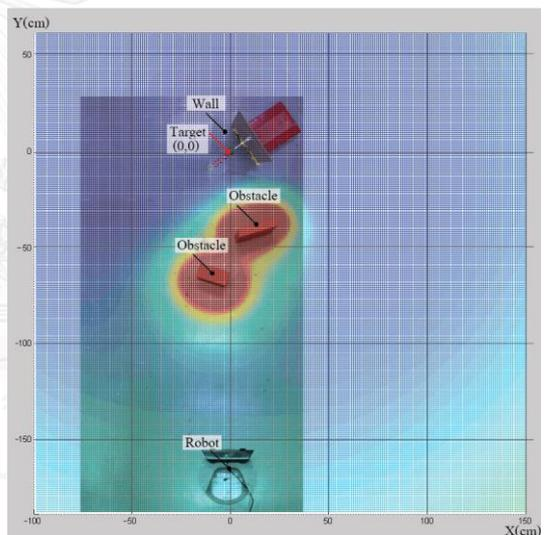 Y(cm)
50
Wall
Target
(0,0)
0
Obstacle
-50
Obstacle
-100
-150
Robot
-100
-50
0
50
100
150
X(cm)